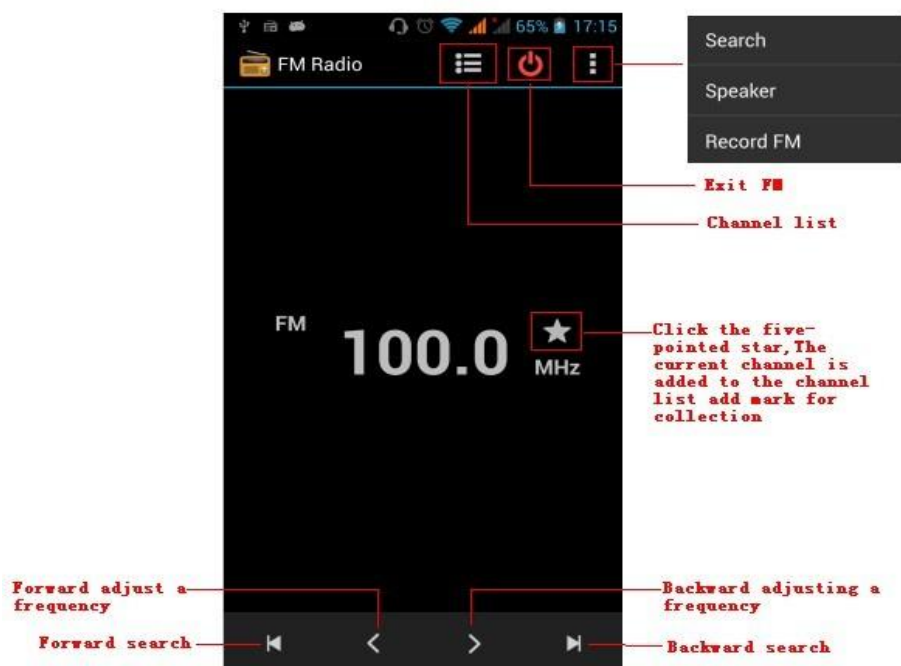 65% 17:15
FM Radio
Search
Speaker
Record FM
Exit FM
Channel list
FM
100.0
MHz
Click the five-
pointed star,The
current channel is
added to the channel
list add mark for
collection
Forward adjust a
frequency
Backward adjusting a
frequency
Forward search
Backward search